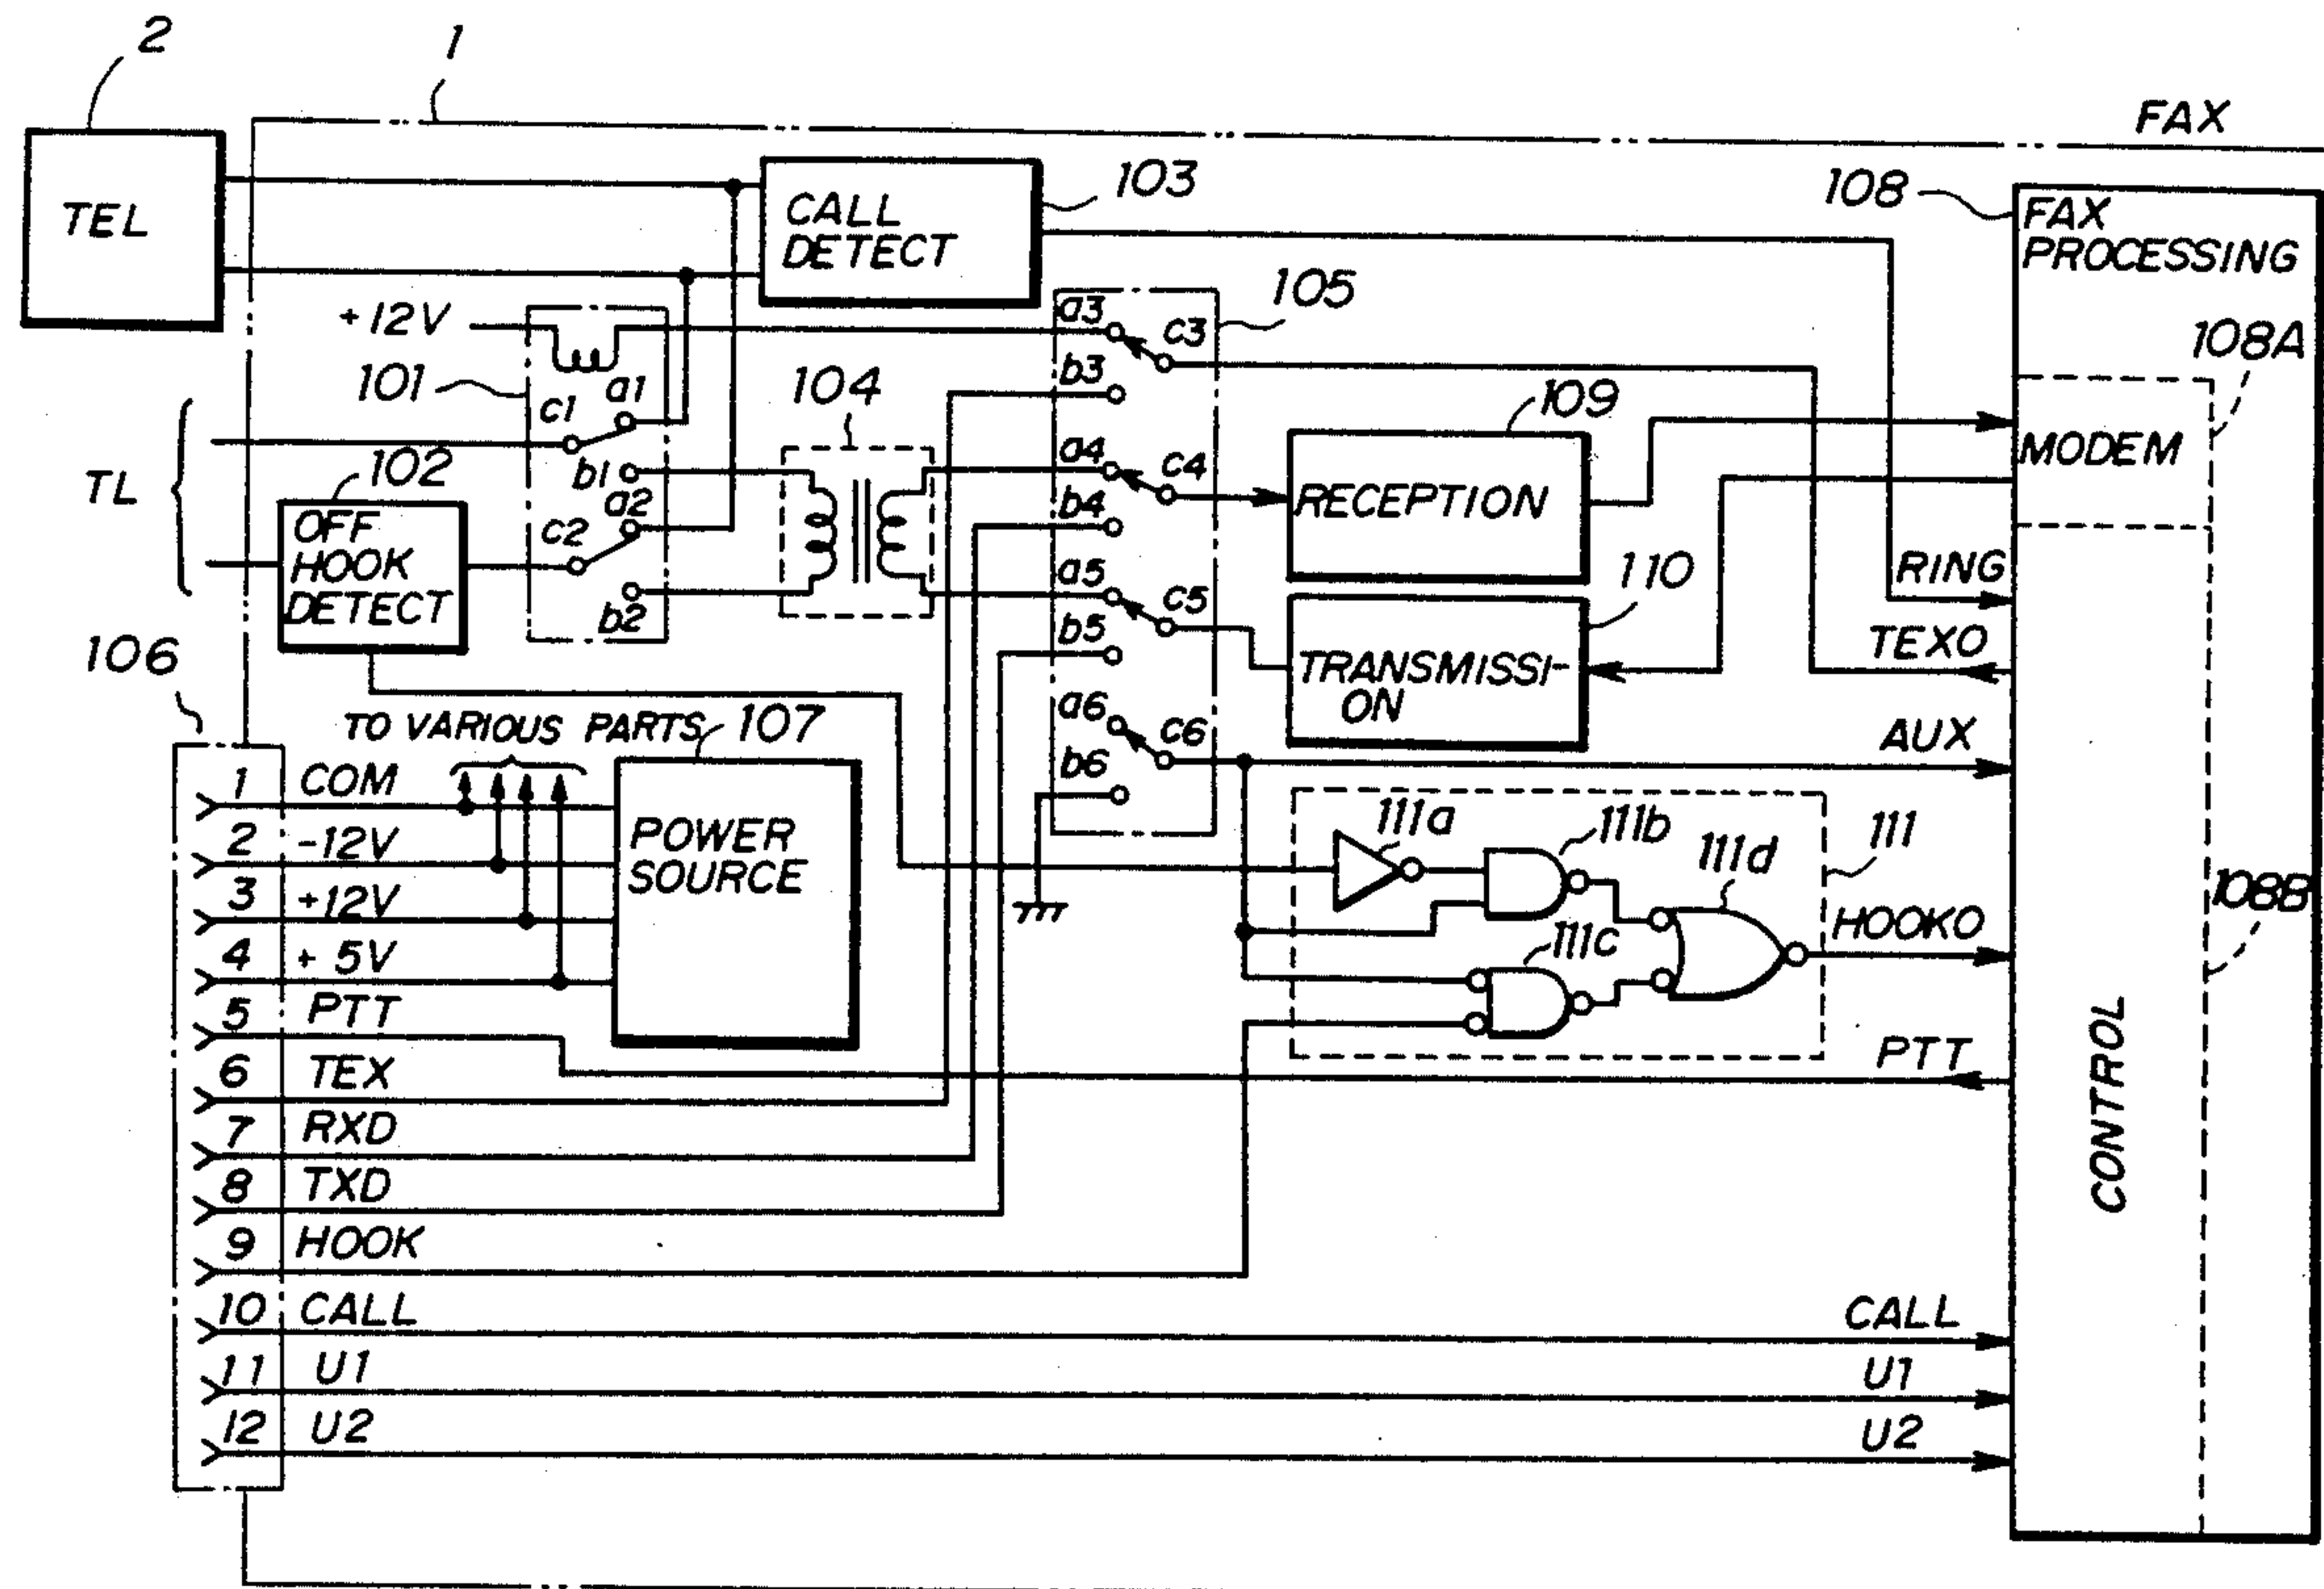 2
1
FAX
TEL
CALL
DETECT
103
108
FAX
PROCESSING
+12V
101
a1
c1
b1
a2
c2
b2
104
105
a3
c3
b3
a4
c4
b4
a5
c5
b5
a6
c6
b6
109
RECEPTION
108A
MODEM
TL
102
OFF
HOOK
DETECT
110
TRANSMISSI-
ON
RING
TEXO
AUX
106
TO VARIOUS PARTS
107
POWER
SOURCE
111a
111b
111c
111d
111
HOOKO
108B
CONTROL
PTT
1 COM
2 -12V
3 +12V
4 + 5V
5 PTT
6 TEX
7 RXD
8 TXD
9 HOOK
10 CALL
CALL
11 U1
U1
12 U2
U2